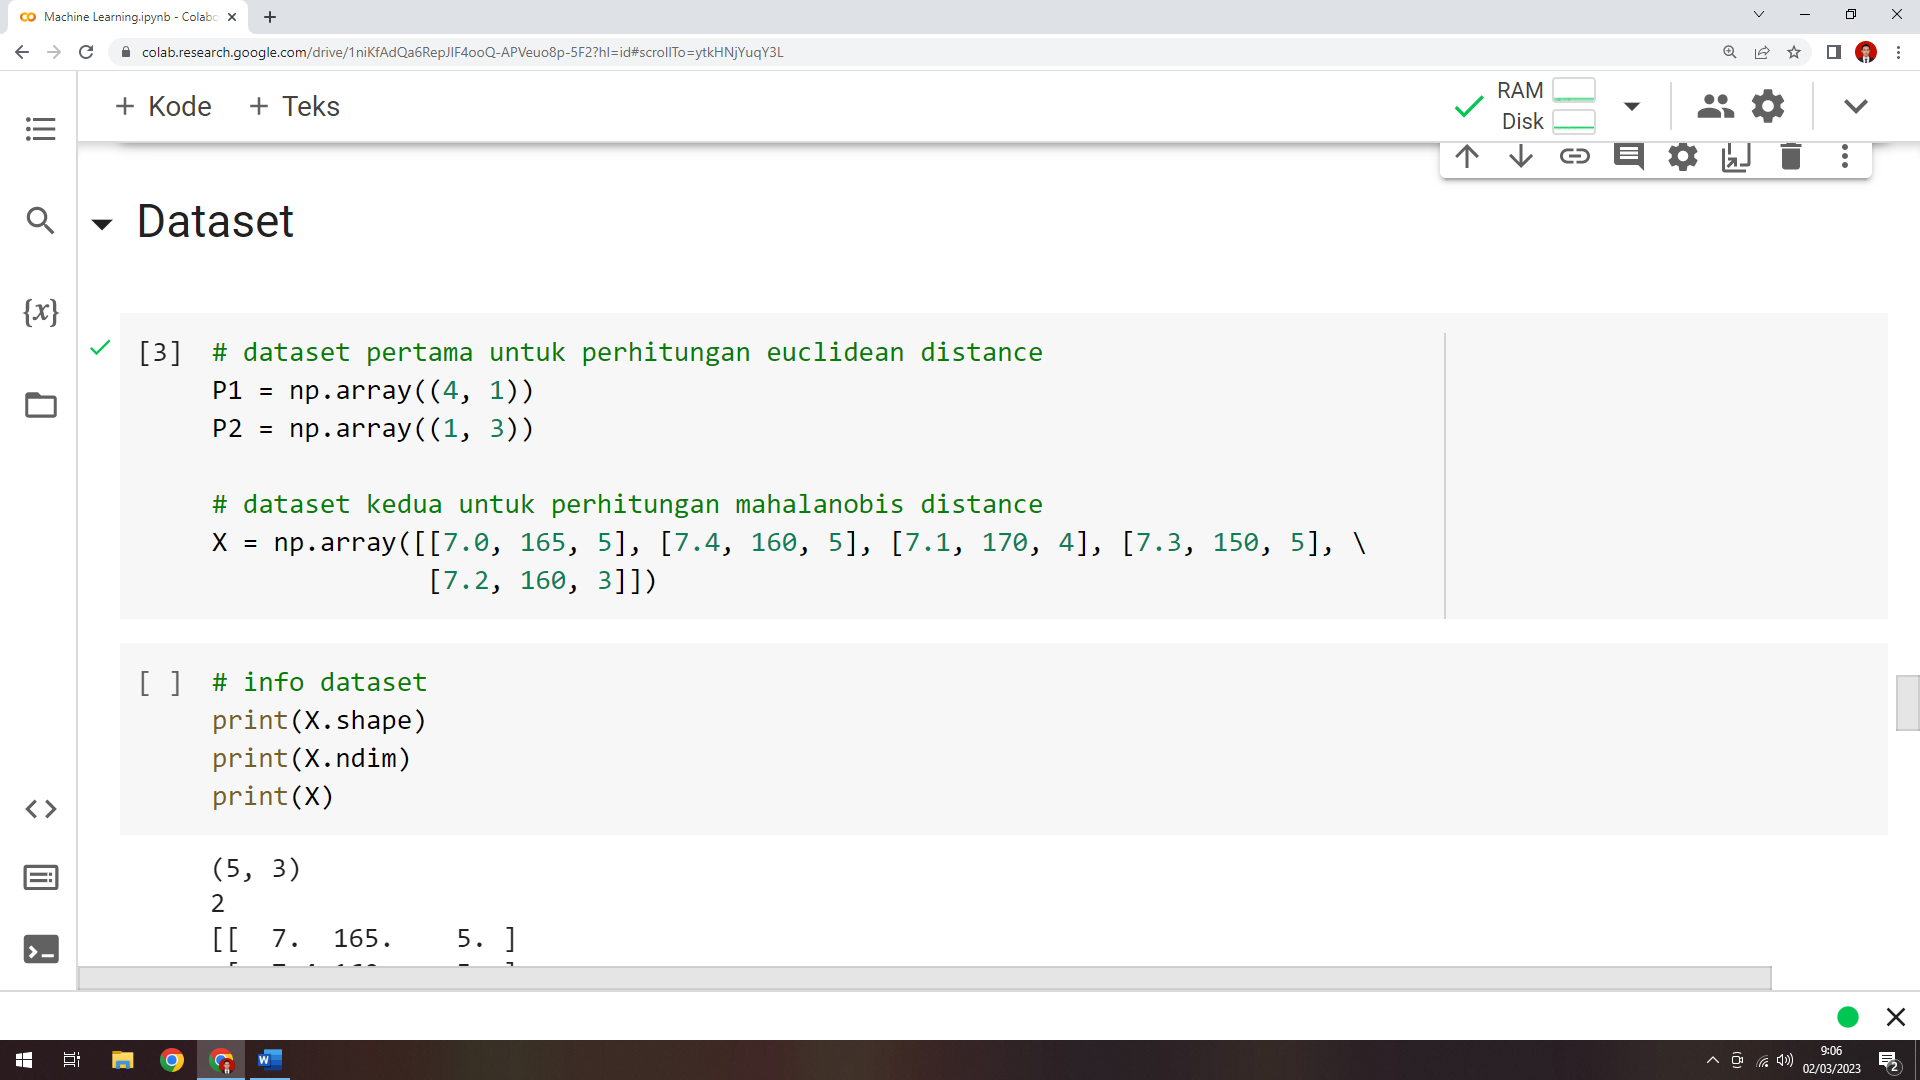 Machine Learning.ipynb - Colabo
colab.research.google.com/drive/1niKfAdQa6RepJIF4ooQ-APVeuo8p-5F2?hl=id#scrollTo=ytkHNjYuqY3L
+ Kode + Teks
RAM
Disk
Dataset
{x}
[3] # dataset pertama untuk perhitungan euclidean distance
P1 = np.array((4, 1))
P2 = np.array((1, 3))
# dataset kedua untuk perhitungan mahalanobis distance
X = np.array([[7.0, 165, 5], [7.4, 160, 5], [7.1, 170, 4], [7.3, 150, 5], \
[7.2, 160, 3]])
[ ] # info dataset
print(X.shape)
print(X.ndim)
print(X)
(5, 3)
2
[[ 7. 165. 5. ]
9:06
02/03/2023
2